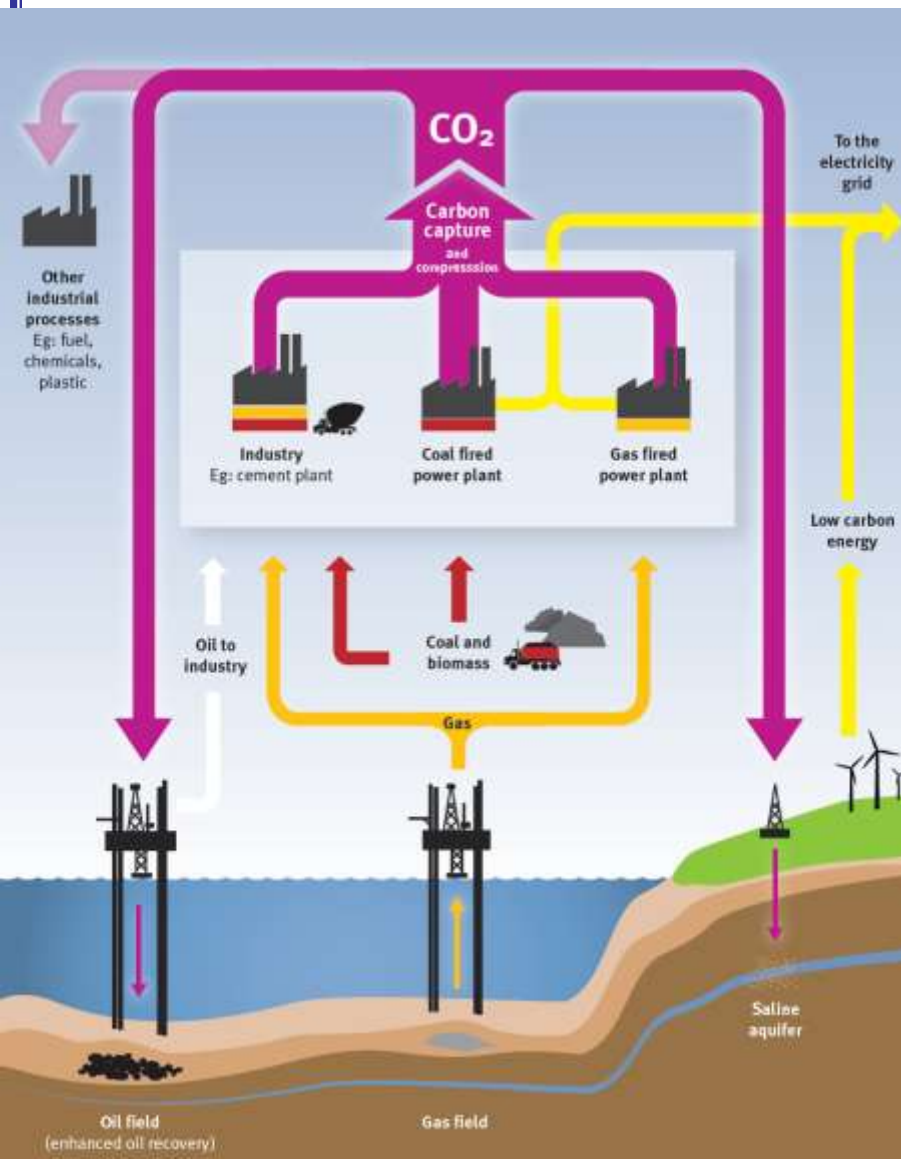 CO₂
To the
electricity
grid
Carbon
capture
and
compresssion
Other
industrial
processes
Eg: fuel,
chemicals,
plastic
Industry
Eg: cement plant
Coal fired
power plant
Gas fired
power plant
Low carbon
energy
Oil to
industry
Coal and
biomass
Gas
Saline
aquifer
Oil field
(enhanced oil recovery)
Gas field